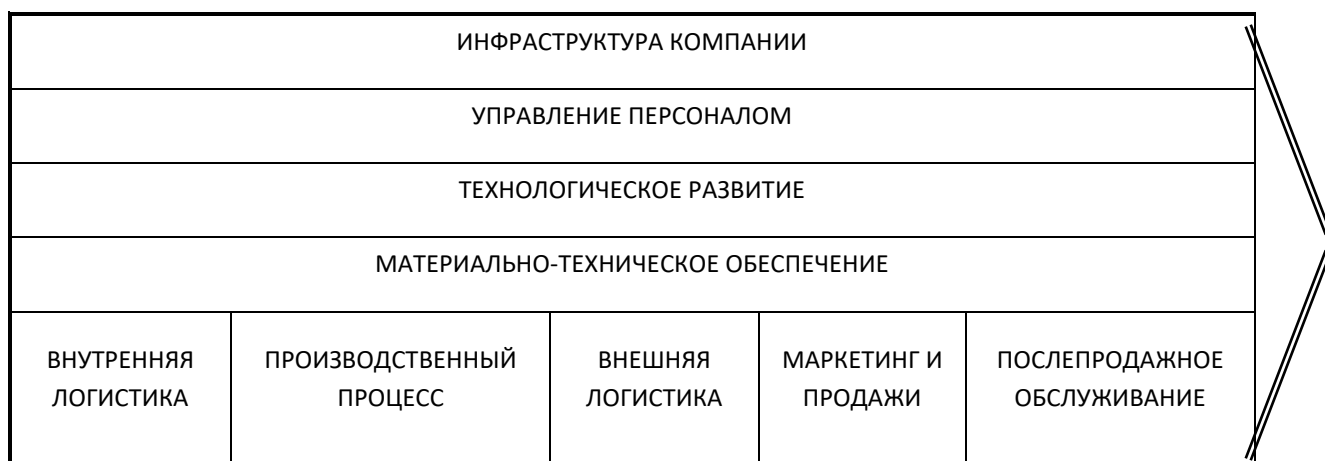 ИНФРАСТРУКТУРА КОМПАНИИ
УПРАВЛЕНИЕ ПЕРСОНАЛОМ
ТЕХНОЛОГИЧЕСКОЕ РАЗВИТИЕ
МАТЕРИАЛЬНО-ТЕХНИЧЕСКОЕ ОБЕСПЕЧЕНИЕ
ВНУТРЕННЯЯ
ЛОГИСТИКА
ПРОИЗВОДСТВЕННЫЙ
ПРОЦЕСС
ВНЕШНЯЯ
ЛОГИСТИКА
МАРКЕТИНГ И
ПРОДАЖИ
ПОСЛЕПРОДАЖНОЕ
ОБСЛУЖИВАНИЕ